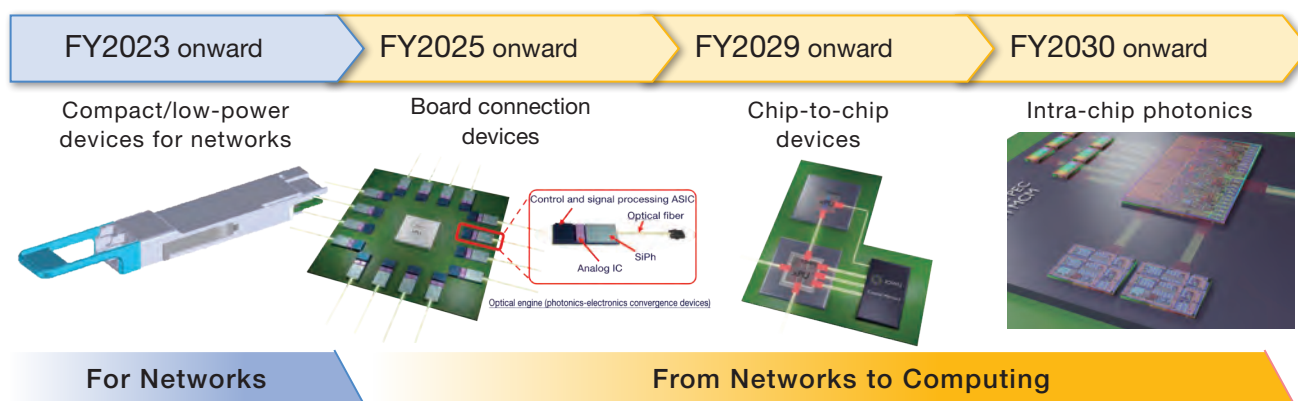 FY2023 onward
FY2025 onward
FY2029 onward
FY2030 onward
Compact/low-power
devices for networks
Board connection
devices
Chip-to-chip
devices
Intra-chip photonics
Control and signal processing ASIC
Optical fiber
SiPh
Analog IC
Optical engine (photonics-electronics convergence devices)
xPU
For Networks
From Networks to Computing